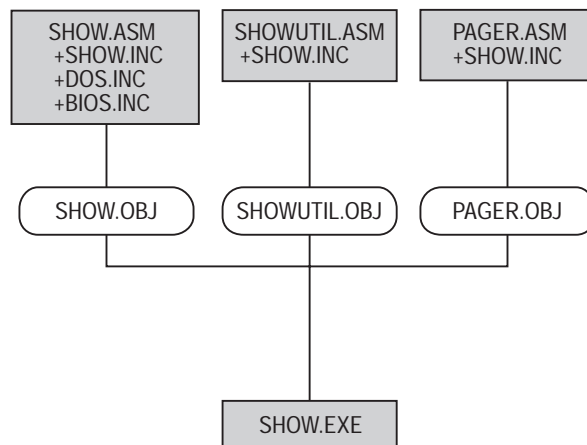 SHOW.ASM
+SHOW.INC
+DOS.INC
+BIOS.INC
SHOWUTIL.ASM
+SHOW.INC
PAGER.ASM
+SHOW.INC
SHOW.OBJ
SHOWUTIL.OBJ
PAGER.OBJ
SHOW.EXE